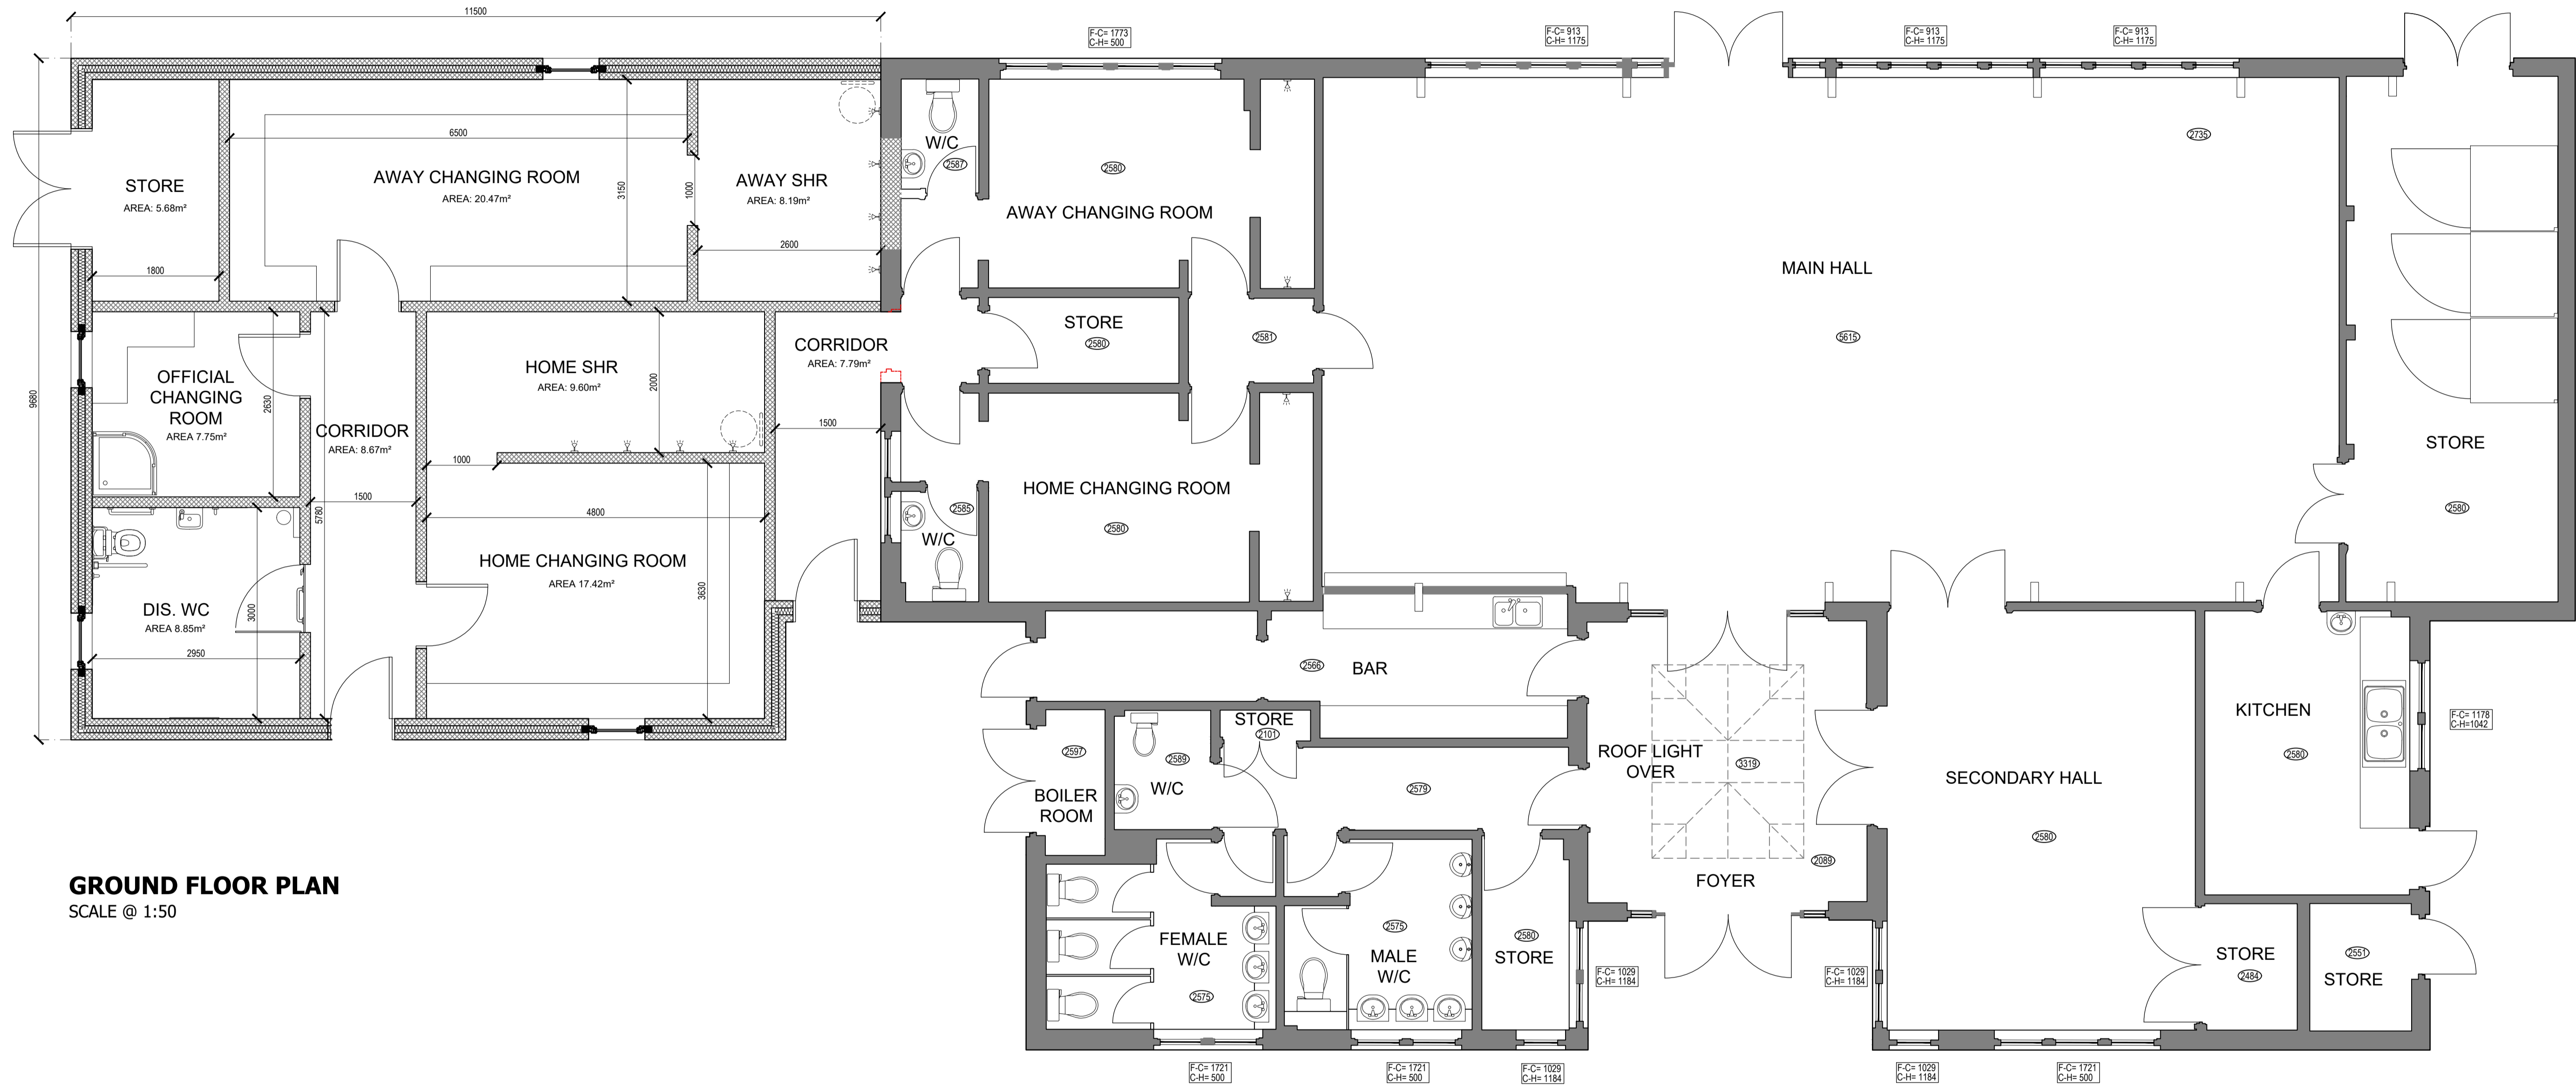 11500
F-C= 1773
C-H= 500
F-C= 913
C-H= 1175
F-C= 913
C-H= 1175
F-C= 913
C-H= 1175
9680
STORE
AREA: 5.68m²
1800
6500
AWAY CHANGING ROOM
AREA: 20.47m²
3150
1000
AWAY SHR
AREA: 8.19m²
2600
W/C
2587
2580
AWAY CHANGING ROOM
2735
MAIN HALL
5615
STORE
2580
OFFICIAL
CHANGING
ROOM
AREA 7.75m²
2630
CORRIDOR
AREA: 8.67m²
1500
5780
HOME SHR
AREA: 9.60m²
2000
1000
CORRIDOR
AREA: 7.79m²
1500
STORE
2580
2581
HOME CHANGING ROOM
2580
2585
W/C
4800
HOME CHANGING ROOM
AREA 17.42m²
3630
DIS. WC
AREA 8.85m²
3000
2950
2566
BAR
KITCHEN
2580
F-C= 1178
C-H=1042
2597
BOILER
ROOM
2589
W/C
STORE
2101
2579
ROOF LIGHT
OVER
3319
2089
FOYER
SECONDARY HALL
2580
GROUND FLOOR PLAN
SCALE @ 1:50
FEMALE
W/C
2575
2575
MALE
W/C
2580
STORE
F-C= 1029
C-H= 1184
F-C= 1029
C-H= 1184
STORE
2484
2551
STORE
F-C= 1721
C-H= 500
F-C= 1721
C-H= 500
F-C= 1029
C-H= 1184
F-C= 1029
C-H= 1184
F-C= 1721
C-H= 500